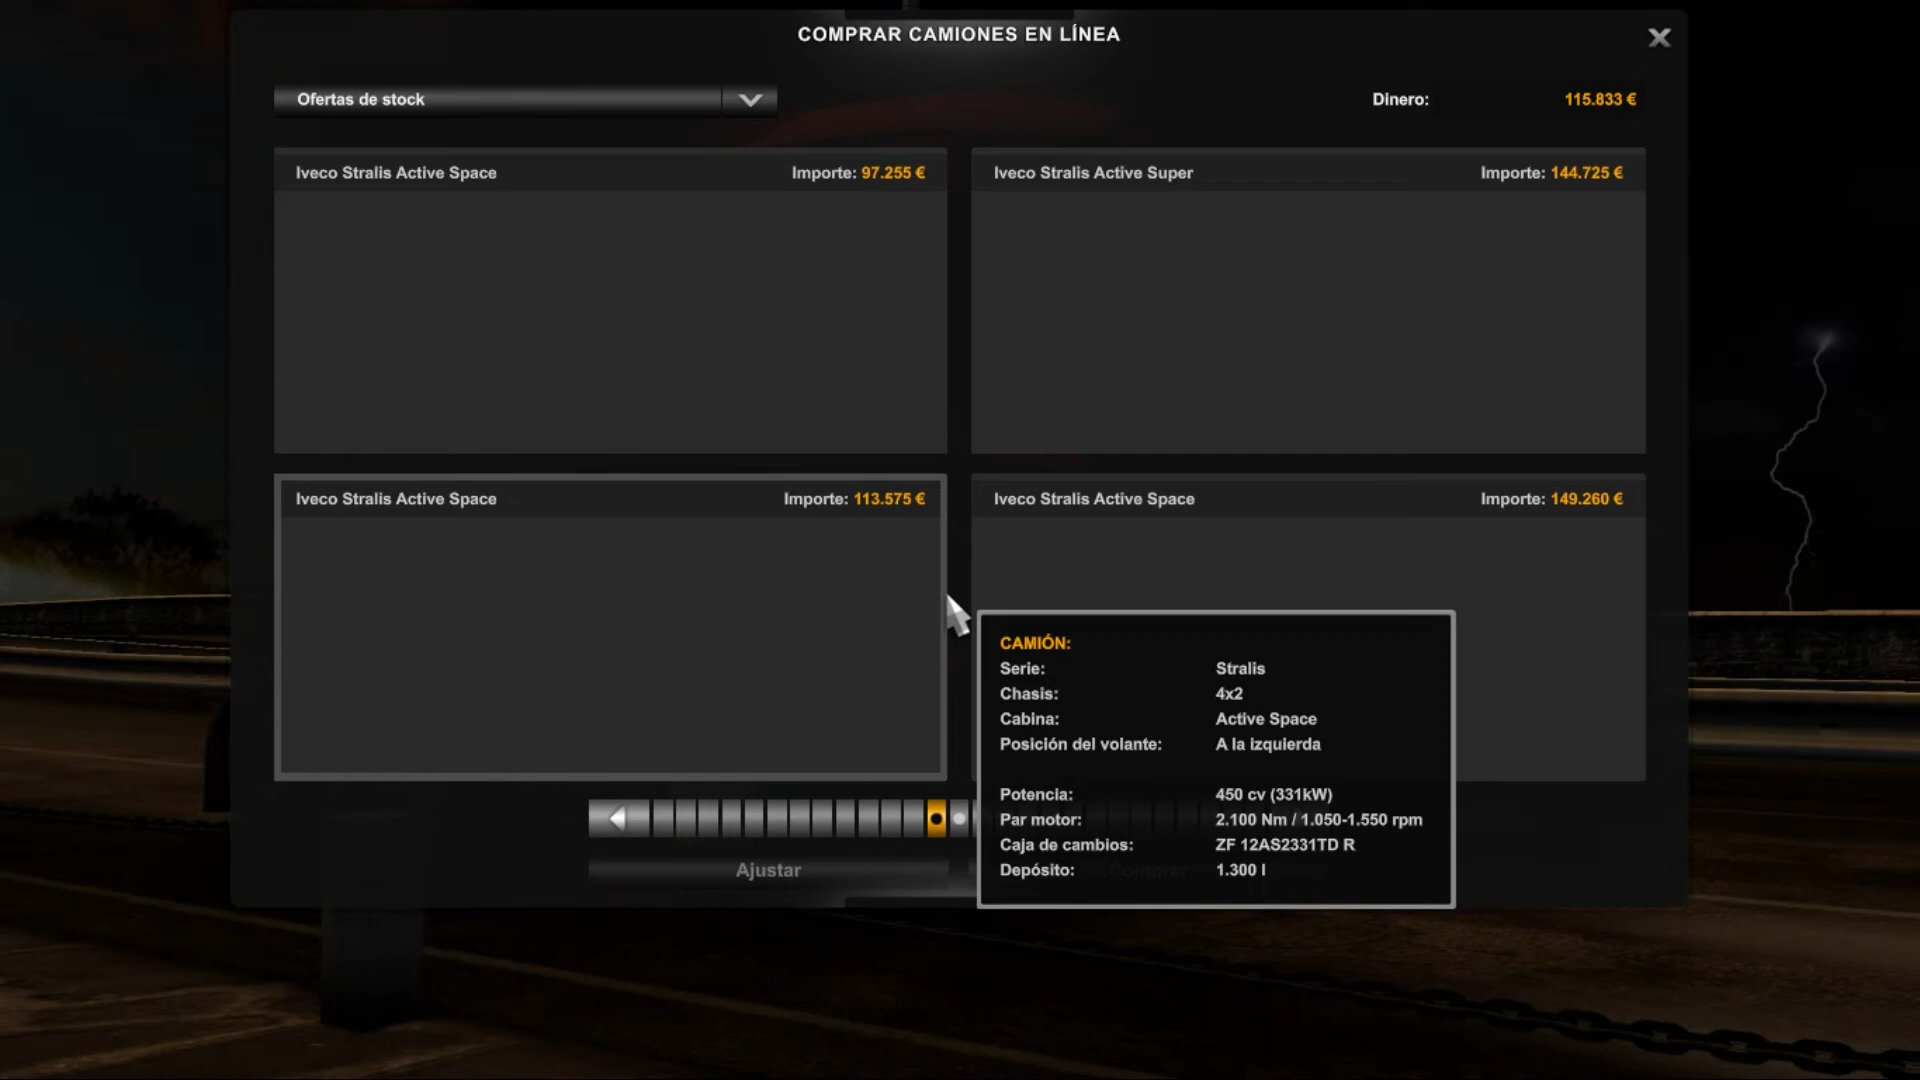 COMPRAR CAMIONES EN LÍNEA
Ofertas de stock
Dinero: 115.833 €
Iveco Stralis Active Space Importe: 97.255 €
Iveco Stralis Active Super Importe: 144.725 €
Iveco Stralis Active Space Importe: 113.575 €
Iveco Stralis Active Space Importe: 149.260 €
CAMIÓN:
Serie: Stralis
Chasis: 4x2
Cabina: Active Space
Posición del volante: A la izquierda
Potencia: 450 cv (331kW)
Par motor: 2.100 Nm / 1.050-1.550 rpm
Caja de cambios: ZF 12AS2331TD R
Depósito: 1.300 l
Ajustar
Comprar